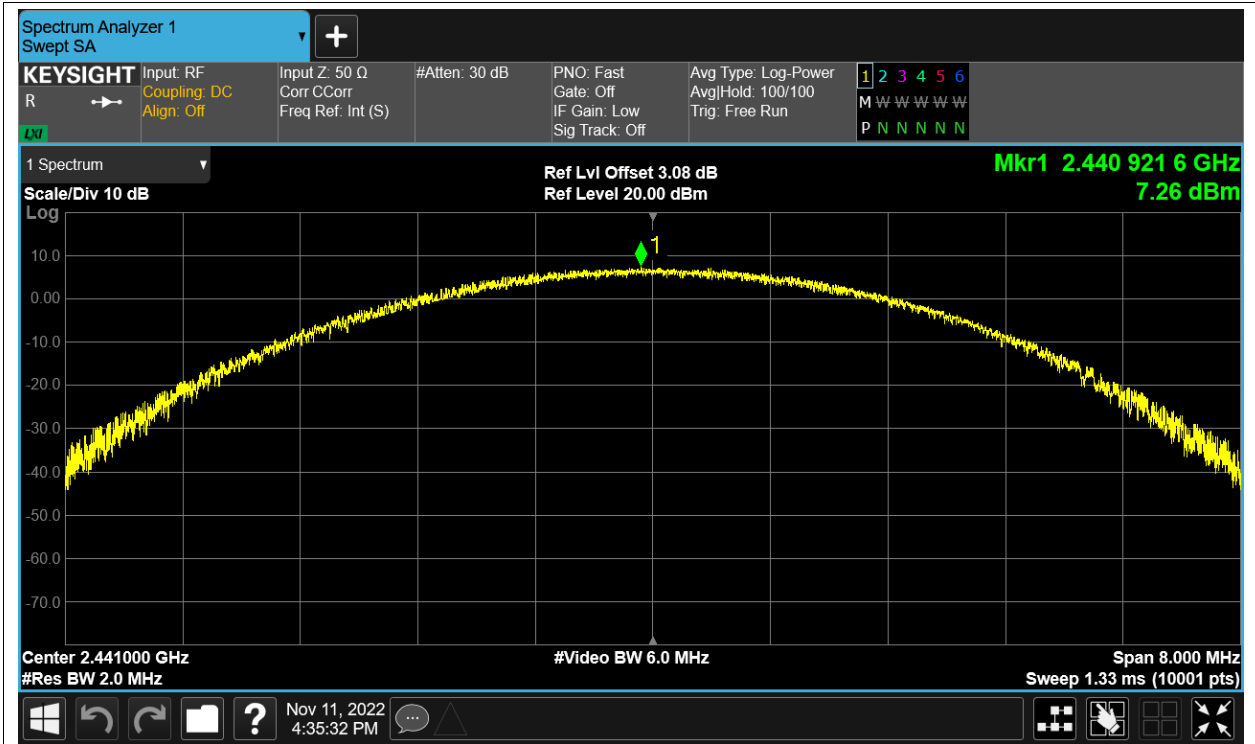 Spectrum Analyzer 1
Swept SA
KEYSIGHT
R
LXI
Input: RF
Coupling: DC
Align: Off
Input Z: 50 Ω
Corr CCorr
Freq Ref: Int (S)
#Atten: 30 dB
PNO: Fast
Gate: Off
IF Gain: Low
Sig Track: Off
Avg Type: Log-Power
Avg|Hold: 100/100
Trig: Free Run
1 2 3 4 5 6
M W W W W W
P N N N N N
1 Spectrum
Scale/Div 10 dB
Log
Ref Lvl Offset 3.08 dB
Ref Level 20.00 dBm
Mkr1 2.440 921 6 GHz
7.26 dBm
1
10.0
0.00
-10.0
-20.0
-30.0
-40.0
-50.0
-60.0
-70.0
Center 2.441000 GHz
#Res BW 2.0 MHz
#Video BW 6.0 MHz
Span 8.000 MHz
Sweep 1.33 ms (10001 pts)
?
Nov 11, 2022
4:35:32 PM